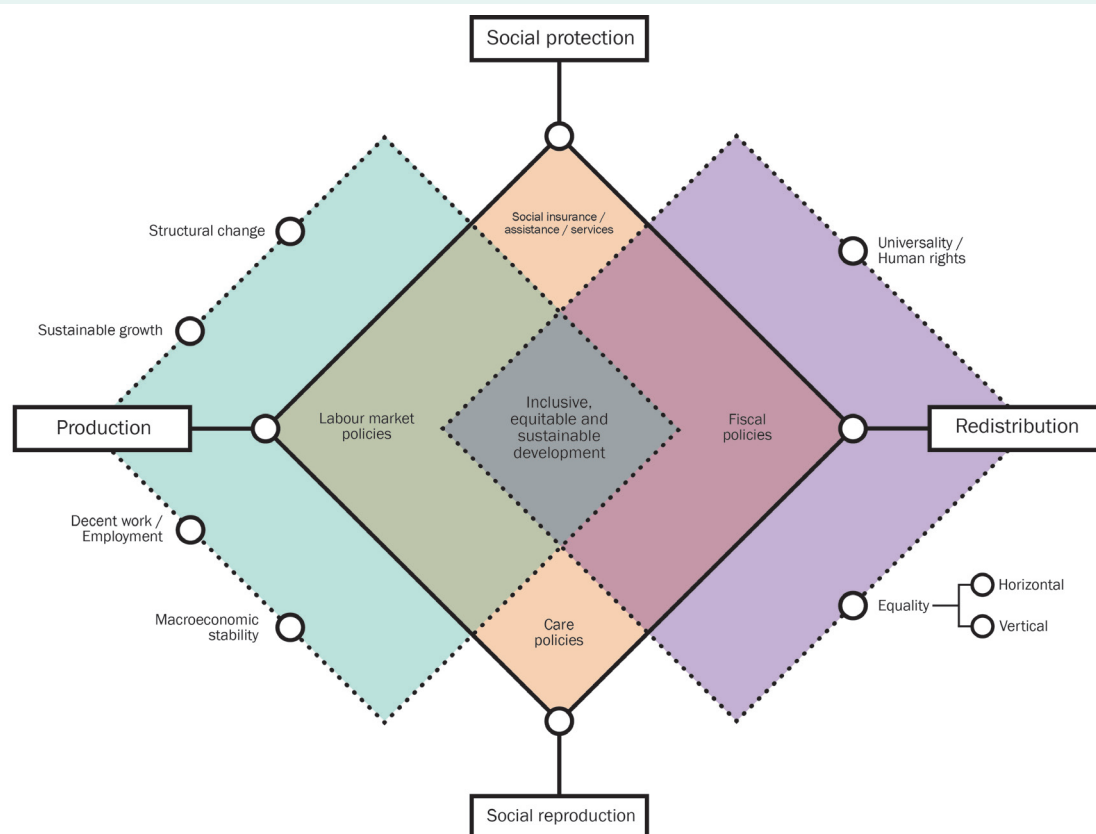 Social protection
Social insurance /
assistance / services
Structural change
Universality /
Human rights
Sustainable growth
Production
Labour market
policies
Inclusive,
equitable and
sustainable
development
Fiscal
policies
Redistribution
Decent work /
Employment
Macroeconomic
stability
Care
policies
Equality
Horizontal
Vertical
Social reproduction